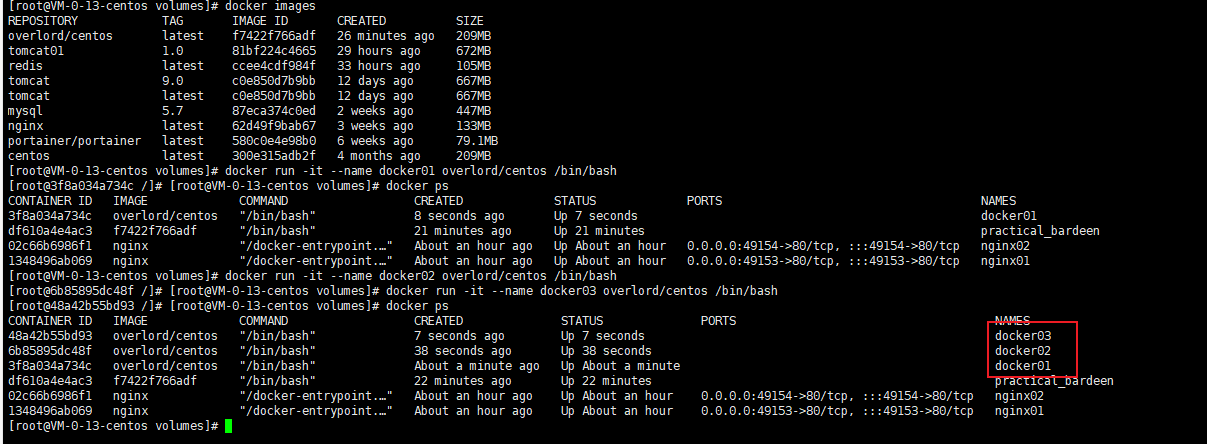 [root@VM-0-13-centos volumes]# docker images
REPOSITORY TAG IMAGE ID CREATED SIZE
overlord/centos latest f7422f766adf 26 minutes ago 209MB
tomcat01 1.0 81bf224c4665 29 hours ago 672MB
redis latest ccee4cdf984f 33 hours ago 105MB
tomcat 9.0 c0e850d7b9bb 12 days ago 667MB
tomcat latest c0e850d7b9bb 12 days ago 667MB
mysql 5.7 87eca374c0ed 2 weeks ago 447MB
nginx latest 62d49f9bab67 3 weeks ago 133MB
portainer/portainer latest 580c0e4e98b0 6 weeks ago 79.1MB
centos latest 300e315adb2f 4 months ago 209MB
[root@VM-0-13-centos volumes]# docker run -it --name docker01 overlord/centos /bin/bash
[root@3f8a034a734c /]# [root@VM-0-13-centos volumes]# docker ps
CONTAINER ID IMAGE COMMAND CREATED STATUS PORTS NAMES
3f8a034a734c overlord/centos "/bin/bash" 8 seconds ago Up 7 seconds docker01
df610a4e4ac3 f7422f766adf "/bin/bash" 21 minutes ago Up 21 minutes practical_bardeen
02c66b6986f1 nginx "/docker-entrypoint.…" About an hour ago Up About an hour 0.0.0.0:49154->80/tcp, :::49154->80/tcp nginx02
1348496ab069 nginx "/docker-entrypoint.…" About an hour ago Up About an hour 0.0.0.0:49153->80/tcp, :::49153->80/tcp nginx01
[root@VM-0-13-centos volumes]# docker run -it --name docker02 overlord/centos /bin/bash
[root@6b85895dc48f /]# [root@VM-0-13-centos volumes]# docker run -it --name docker03 overlord/centos /bin/bash
[root@48a42b55bd93 /]# [root@VM-0-13-centos volumes]# docker ps
CONTAINER ID IMAGE COMMAND CREATED STATUS PORTS NAMES
48a42b55bd93 overlord/centos "/bin/bash" 7 seconds ago Up 7 seconds docker03
6b85895dc48f overlord/centos "/bin/bash" 38 seconds ago Up 38 seconds docker02
3f8a034a734c overlord/centos "/bin/bash" About a minute ago Up About a minute docker01
df610a4e4ac3 f7422f766adf "/bin/bash" 22 minutes ago Up 22 minutes practical_bardeen
02c66b6986f1 nginx "/docker-entrypoint.…" About an hour ago Up About an hour 0.0.0.0:49154->80/tcp, :::49154->80/tcp nginx02
1348496ab069 nginx "/docker-entrypoint.…" About an hour ago Up About an hour 0.0.0.0:49153->80/tcp, :::49153->80/tcp nginx01
[root@VM-0-13-centos volumes]#